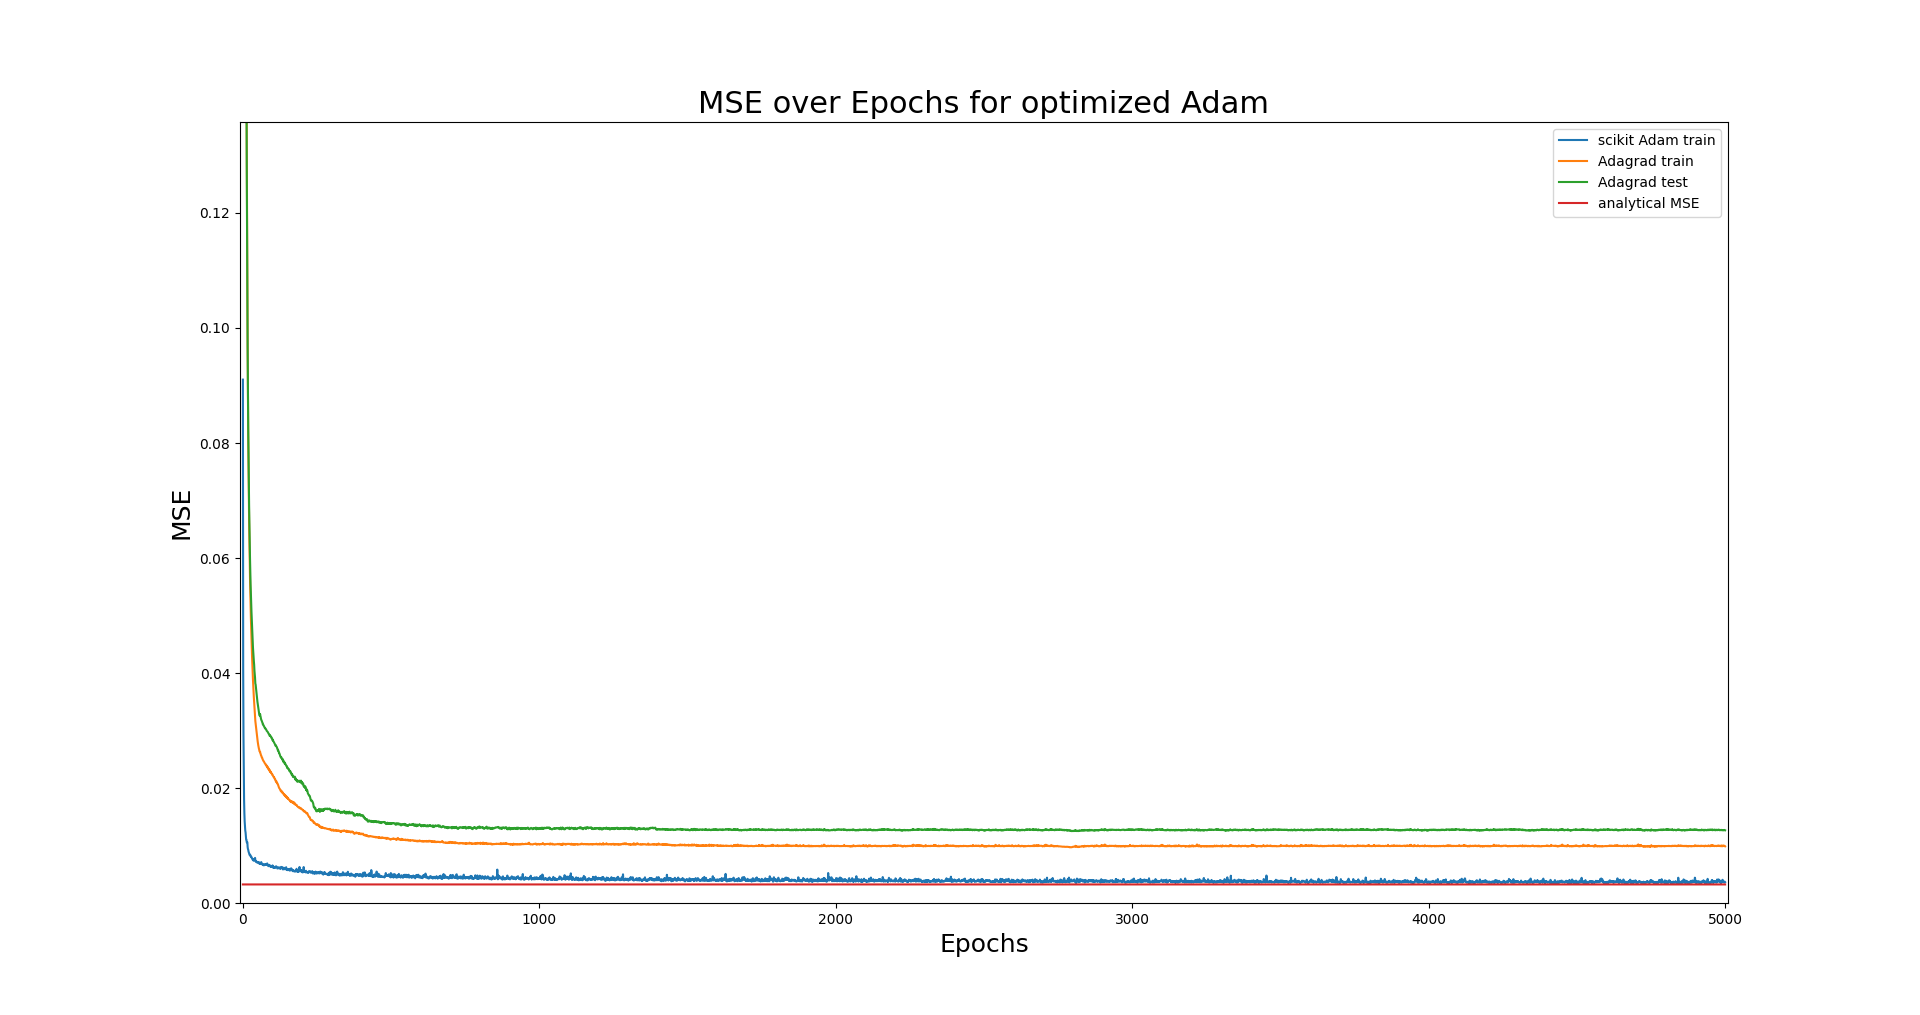 MSE over Epochs for optimized Adam
scikit Adam train
Adagrad train
Adagrad test
analytical MSE
MSE
0.12
0.10
0.08
0.06
0.04
0.02
0.00
0 1000 2000 3000 4000 5000
Epochs